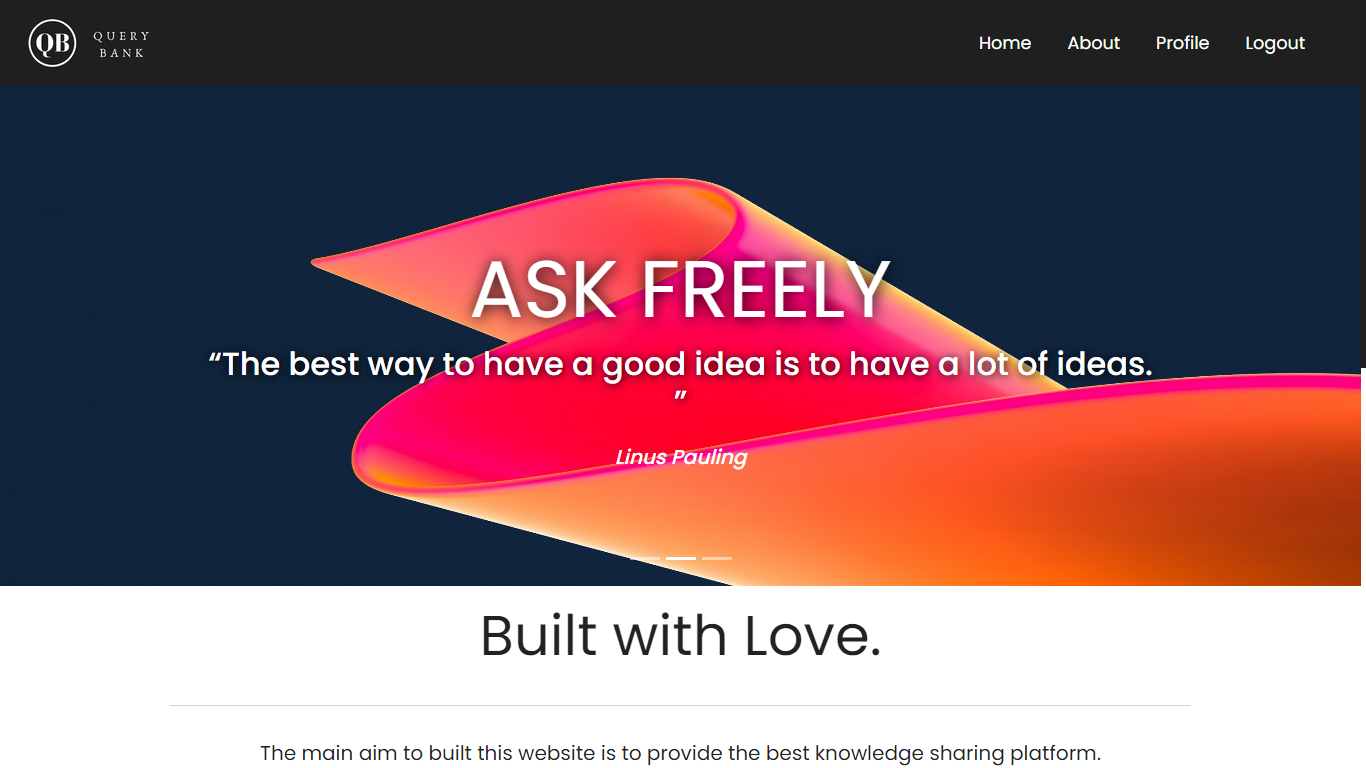 QB
QUERY
BANK
Home About Profile Logout
ASK FREELY
“The best way to have a good idea is to have a lot of ideas.
”
Linus Pauling
Built with Love.
The main aim to built this website is to provide the best knowledge sharing platform.